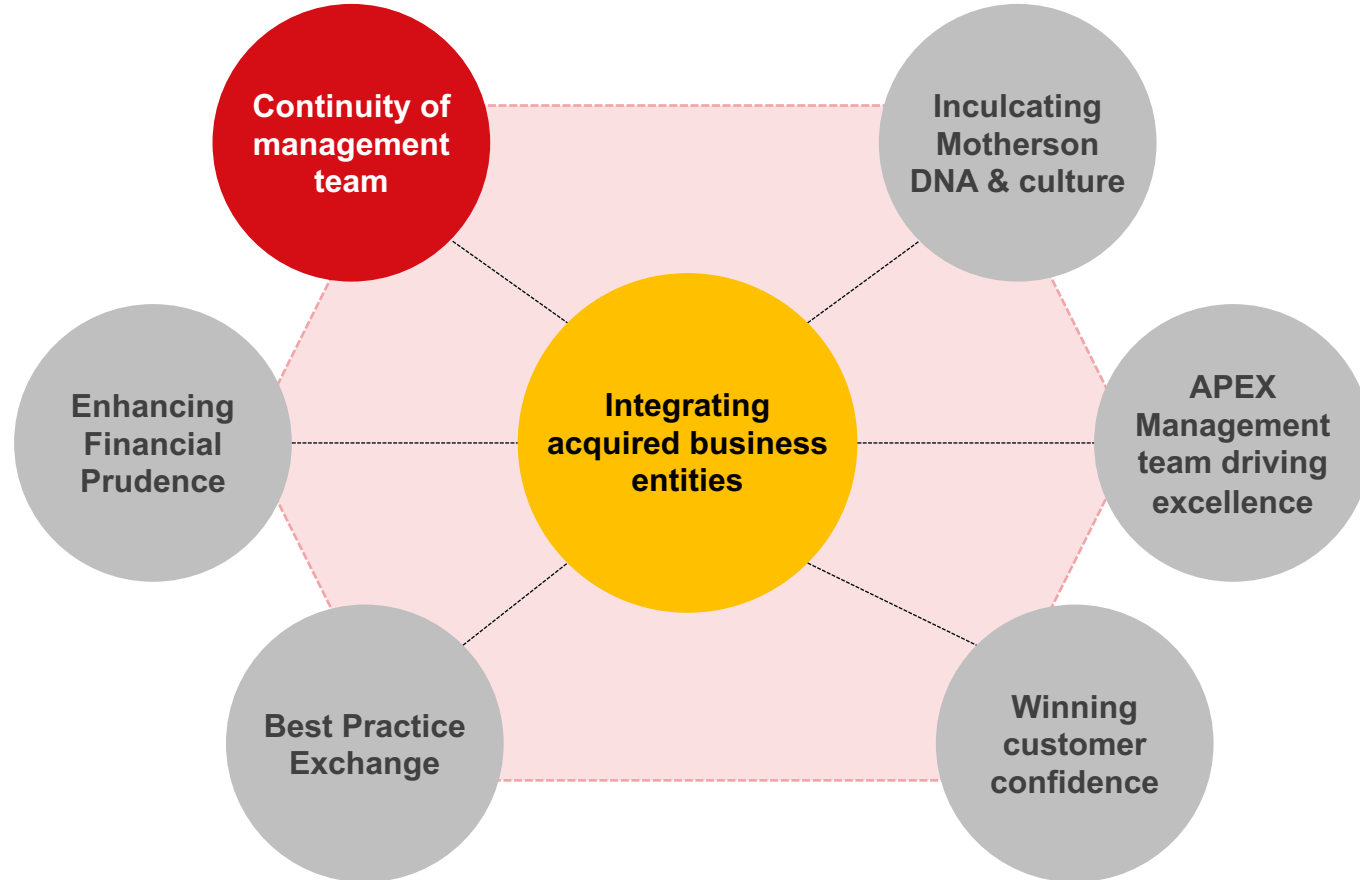 Continuity of
management
team
Inculcating
Motherson
DNA & culture
Enhancing
Financial
Prudence
Integrating
acquired business
entities
APEX
Management
team driving
excellence
Best Practice
Exchange
Winning
customer
confidence